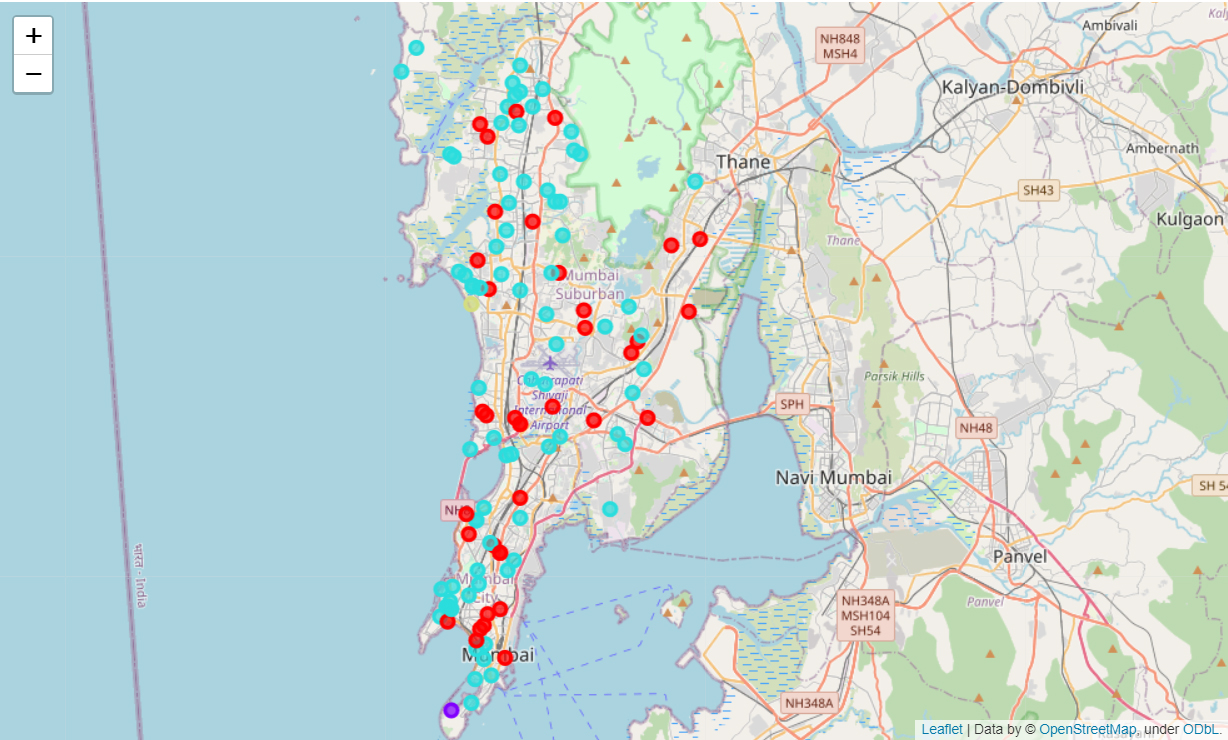 +
−
Ambivali
NH848
MSH4
Kalyan-Dombivli
Ambernath
Thane
SH43
Kulgaon
Thane
Mumbai
Suburban
Parsik Hills
Chhatrapati
Shivaji
International
Airport
SPH
NH48
Navi Mumbai
SH 54
NH
भारत - India
Panvel
Mumbai
City
NH348A
MSH104
SH54
Panvel
Mumbai
NH348A
Leaflet | Data by © OpenStreetMap, under ODbL.